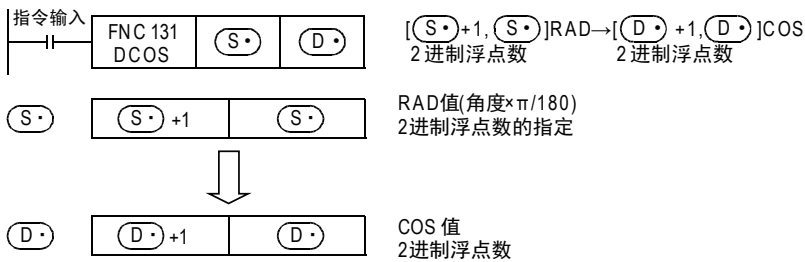 指令输入
FNC 131
DCOS
S・
D・
[S・+1, S・]RAD→[D・ +1,D・]COS
2进制浮点数
2进制浮点数
S・
S・ +1
S・
RAD值(角度×π/180)
2进制浮点数的指定
D・
D・ +1
D・
COS 值
2进制浮点数